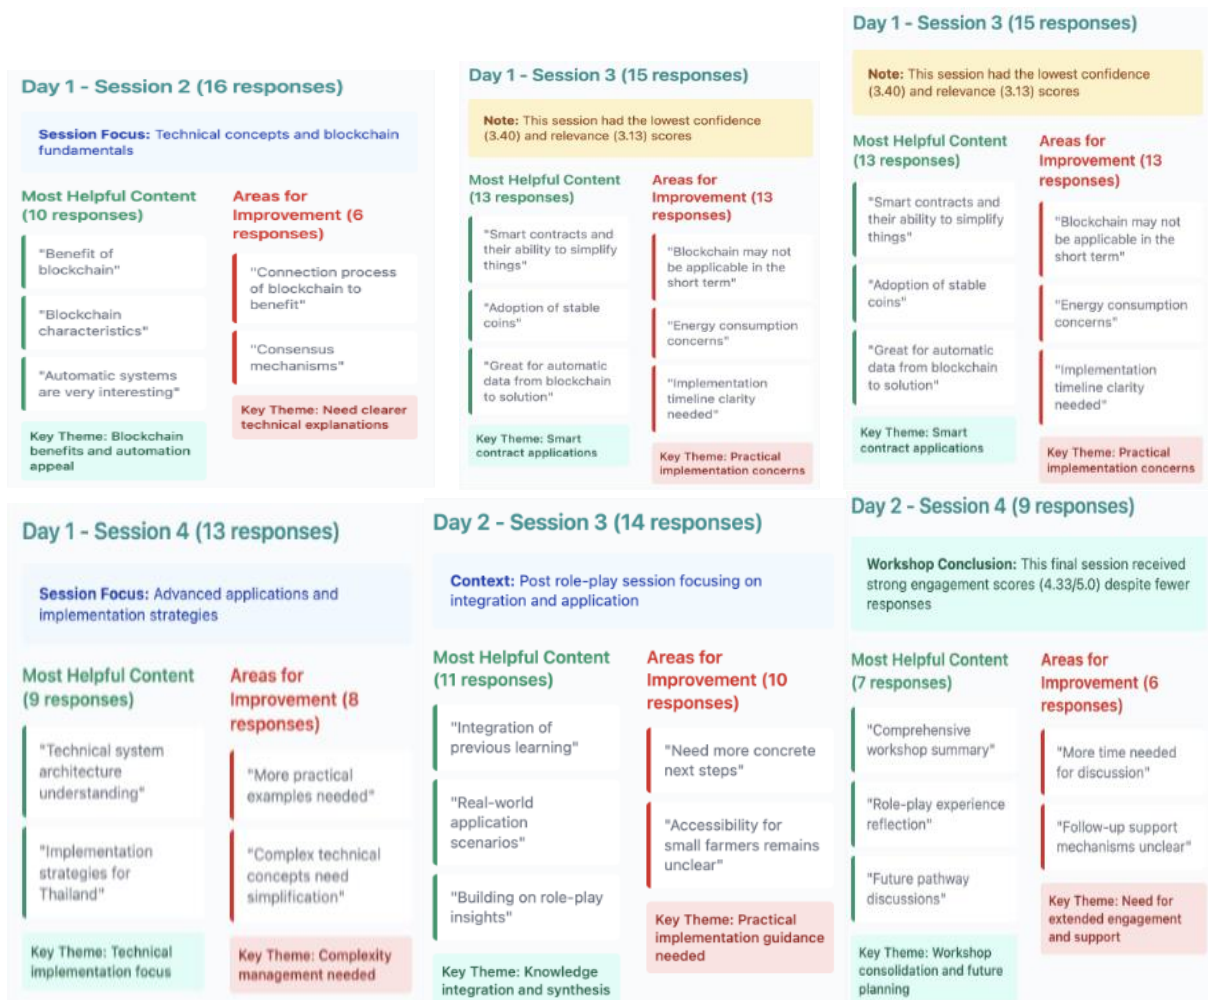 Day 1 - Session 2 (16 responses)
Session Focus: Technical concepts and blockchain
fundamentals
Most Helpful Content
(10 responses)
"Benefit of
blockchain"
"Blockchain
characteristics"
"Automatic systems
are very interesting"
Key Theme: Blockchain
benefits and automation
appeal
Areas for
Improvement (6
responses)
"Connection process
of blockchain to
benefit"
"Consensus
mechanisms"
Key Theme: Need clearer
technical explanations
Day 1 - Session 3 (15 responses)
Note: This session had the lowest confidence
(3.40) and relevance (3.13) scores
Most Helpful Content
(13 responses)
"Smart contracts and
their ability to simplify
things"
"Adoption of stable
coins"
"Great for automatic
data from blockchain
to solution"
Key Theme: Smart
contract applications
Areas for
Improvement (13
responses)
"Blockchain may not
be applicable in the
short term"
"Energy consumption
concerns"
"Implementation
timeline clarity
needed"
Key Theme: Practical
implementation concerns
Day 1 - Session 3 (15 responses)
Note: This session had the lowest confidence
(3.40) and relevance (3.13) scores
Most Helpful Content
(13 responses)
"Smart contracts and
their ability to simplify
things"
"Adoption of stable
coins"
"Great for automatic
data from blockchain
to solution"
Key Theme: Smart
contract applications
Areas for
Improvement (13
responses)
"Blockchain may not
be applicable in the
short term"
"Energy consumption
concerns"
"Implementation
timeline clarity
needed"
Key Theme: Practical
implementation concerns
Day 1 - Session 4 (13 responses)
Session Focus: Advanced applications and
implementation strategies
Most Helpful Content
(9 responses)
"Technical system
architecture
understanding"
"Implementation
strategies for
Thailand"
Key Theme: Technical
implementation focus
Areas for
Improvement (8
responses)
"More practical
examples needed"
"Complex technical
concepts need
simplification"
Key Theme: Complexity
management needed
Day 2 - Session 3 (14 responses)
Context: Post role-play session focusing on
integration and application
Most Helpful Content
(11 responses)
"Integration of
previous learning"
"Real-world
application
scenarios"
"Building on role-play
insights"
Key Theme: Knowledge
integration and synthesis
Areas for
Improvement (10
responses)
"Need more concrete
next steps"
"Accessibility for
small farmers remains
unclear"
Key Theme: Practical
implementation guidance
needed
Day 2 - Session 4 (9 responses)
Workshop Conclusion: This final session received
strong engagement scores (4.33/5.0) despite fewer
responses
Most Helpful Content
(7 responses)
"Comprehensive
workshop summary"
"Role-play experience
reflection"
"Future pathway
discussions"
Key Theme: Workshop
consolidation and future
planning
Areas for
Improvement (6
responses)
"More time needed
for discussion"
"Follow-up support
mechanisms unclear"
Key Theme: Need for
extended engagement
and support